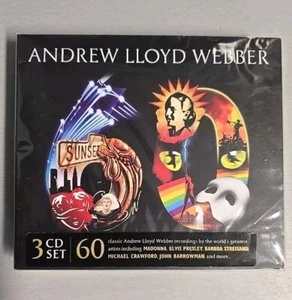 ANDREW LLOYD WEBBER
SUNSET
60
3 CD SET
60
classic Andrew Lloyd Webber recordings by the world's greatest
artists including MADONNA, ELVIS PRESLEY, BARBRA STREISAND,
MICHAEL CRAWFORD, JOHN BARROWMAN and more...